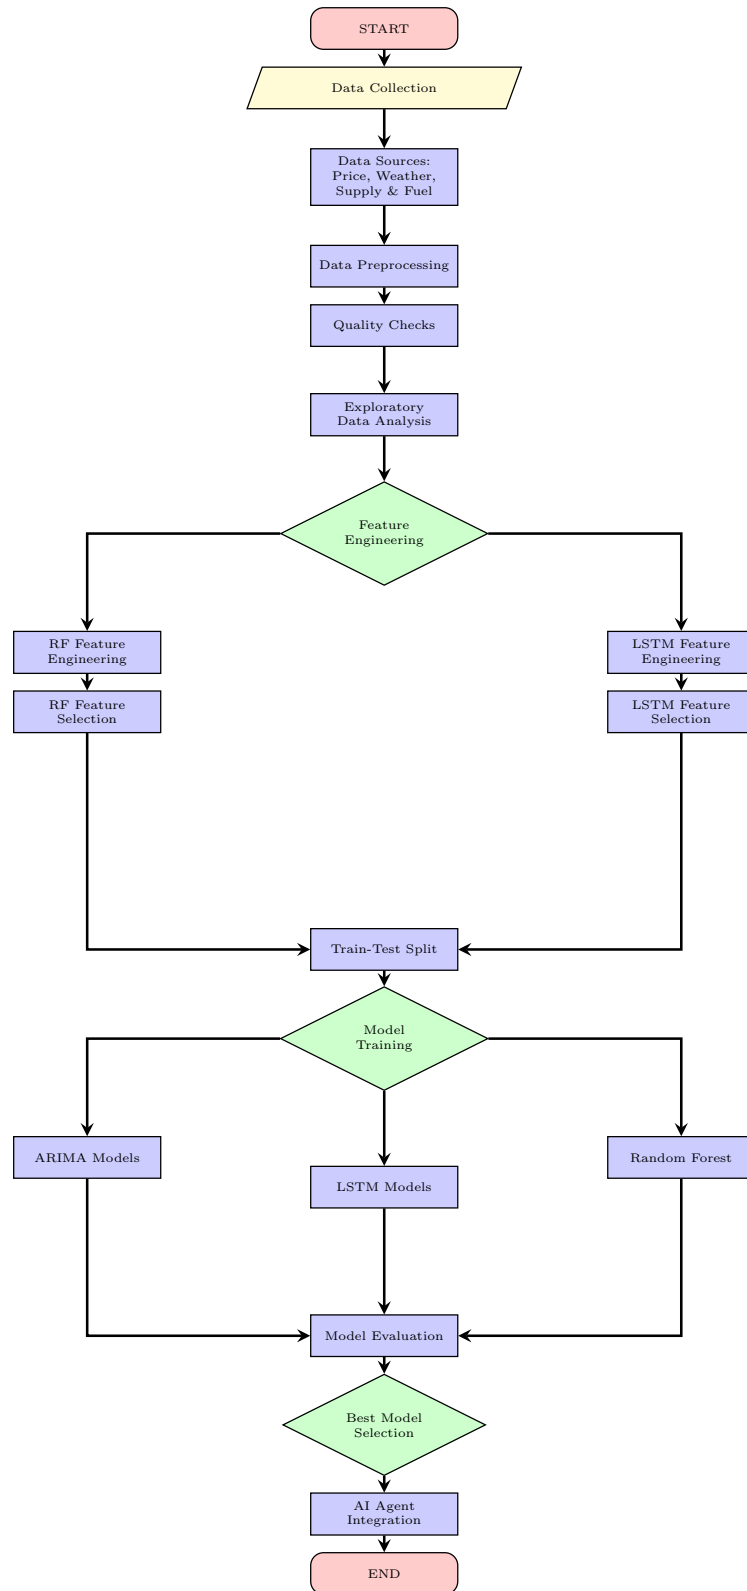 START
Data Collection
Data Sources:
Price, Weather,
Supply & Fuel
Data Preprocessing
Quality Checks
Exploratory
Data Analysis
Feature
Engineering
RF Feature
Engineering
LSTM Feature
Engineering
RF Feature
Selection
LSTM Feature
Selection
Train-Test Split
Model
Training
ARIMA Models
LSTM Models
Random Forest
Model Evaluation
Best Model
Selection
AI Agent
Integration
END